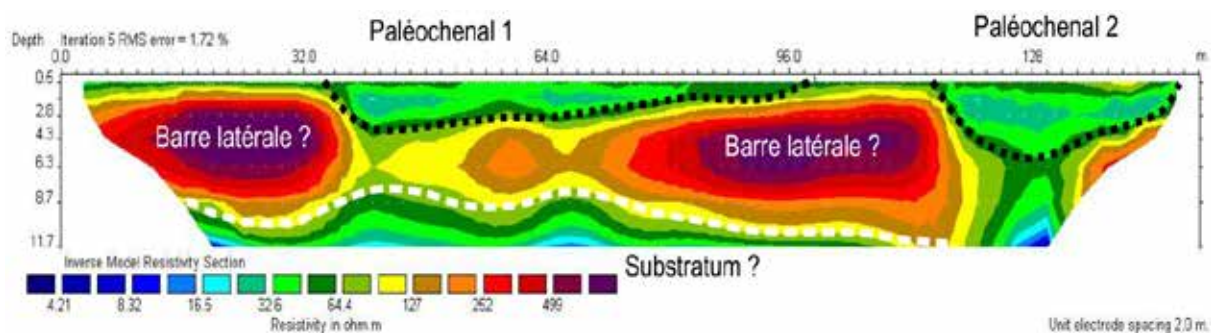 Paléochenal 1
Paléochenal 2
Depth Iteration 5 RMS error = 1.72 %
0.0 32.0 64.0 96.0 128 m.
0.5
2.6
4.3
6.3
8.7
11.7
Barre latérale ?
Barre latérale ?
Inverse Model Resistivity Section
Substratum ?
4.21 8.32 16.5 32.6 64.4 127 252 499
Resistivity in ohm.m
Unit electrode spacing 2.0 m.